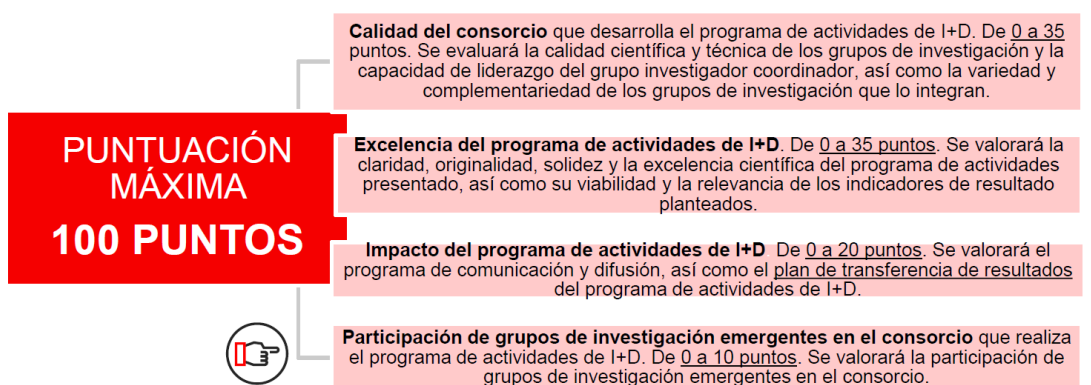 Calidad del consorcio que desarrolla el programa de actividades de I+D. De 0 a 35
puntos. Se evaluará la calidad científica y técnica de los grupos de investigación y la
capacidad de liderazgo del grupo investigador coordinador, así como la variedad y
complementariedad de los grupos de investigación que lo integran.
PUNTUACIÓN
MÁXIMA
100 PUNTOS
Excelencia del programa de actividades de I+D. De 0 a 35 puntos. Se valorará la
claridad, originalidad, solidez y la excelencia científica del programa de actividades
presentado, así como su viabilidad y la relevancia de los indicadores de resultado
planteados.
Impacto del programa de actividades de I+D De 0 a 20 puntos. Se valorará el
programa de comunicación y difusión, así como el plan de transferencia de resultados
del programa de actividades de I+D.
Participación de grupos de investigación emergentes en el consorcio que realiza
el programa de actividades de I+D. De 0 a 10 puntos. Se valorará la participación de
grupos de investigación emergentes en el consorcio.